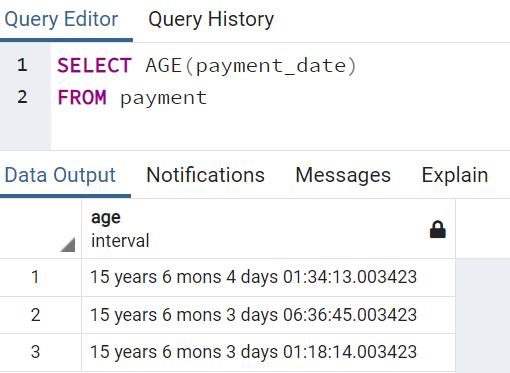 Query Editor Query History
1 SELECT AGE(payment_date)
2 FROM payment
Data Output Notifications Messages Explain
age
interval
1 15 years 6 mons 4 days 01:34:13.003423
2 15 years 6 mons 3 days 06:36:45.003423
3 15 years 6 mons 3 days 01:18:14.003423